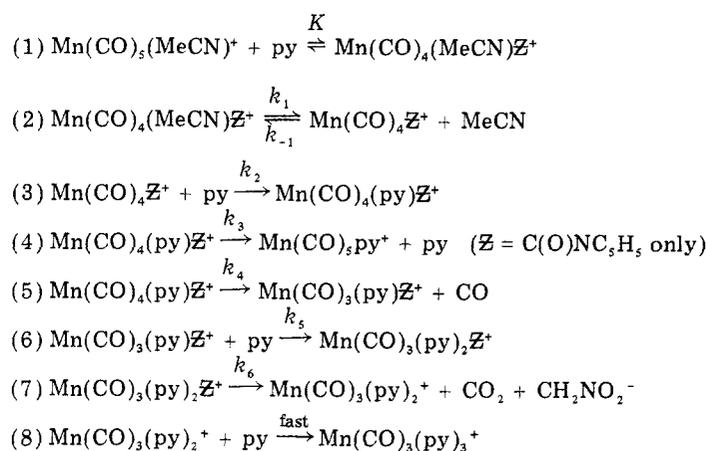 K
(1) Mn(CO)₅(MeCN)⁺ + py ⇌ Mn(CO)₄(MeCN)Ƶ⁺
k₁
(2) Mn(CO)₄(MeCN)Ƶ⁺ ⇌ Mn(CO)₄Ƶ⁺ + MeCN
k₋₁
k₂
(3) Mn(CO)₄Ƶ⁺ + py → Mn(CO)₄(py)Ƶ⁺
k₃
(4) Mn(CO)₄(py)Ƶ⁺ → Mn(CO)₅py⁺ + py (Ƶ = C(O)NC₅H₅ only)
k₄
(5) Mn(CO)₄(py)Ƶ⁺ → Mn(CO)₃(py)Ƶ⁺ + CO
k₅
(6) Mn(CO)₃(py)Ƶ⁺ + py → Mn(CO)₃(py)₂Ƶ⁺
k₆
(7) Mn(CO)₃(py)₂Ƶ⁺ → Mn(CO)₃(py)₂⁺ + CO₂ + CH₂NO₂⁻
fast
(8) Mn(CO)₃(py)₂⁺ + py → Mn(CO)₃(py)₃⁺